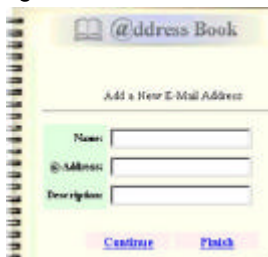 @ddress Book
Add a New E-Mail Address
Name:
@-Address:
Description:
Continue Finish